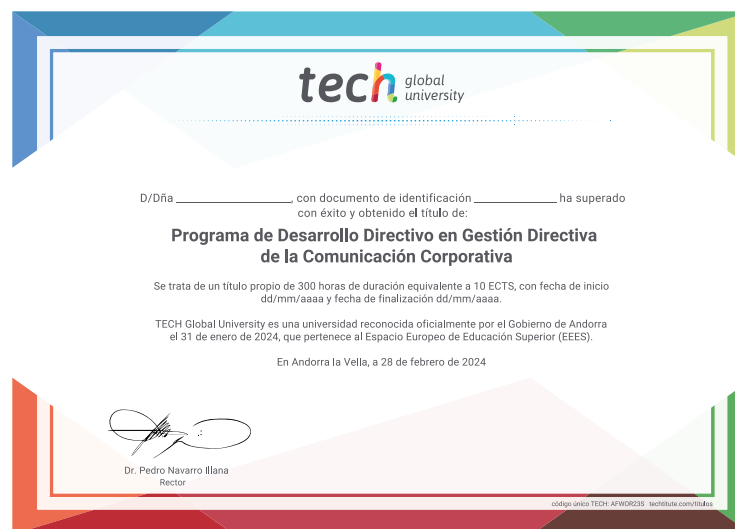 tech global university
D/Dña ______________________, con documento de identificación _______________ ha superado
con éxito y obtenido el título de:
Programa de Desarrollo Directivo en Gestión Directiva
de la Comunicación Corporativa
Se trata de un título propio de 300 horas de duración equivalente a 10 ECTS, con fecha de inicio
dd/mm/aaaa y fecha de finalización dd/mm/aaaa.
TECH Global University es una universidad reconocida oficialmente por el Gobierno de Andorra
el 31 de enero de 2024, que pertenece al Espacio Europeo de Educación Superior (EEES).
En Andorra la Vella, a 28 de febrero de 2024
Dr. Pedro Navarro Illana
Rector
código único TECH: AFWOR23S techtitute.com/titulos